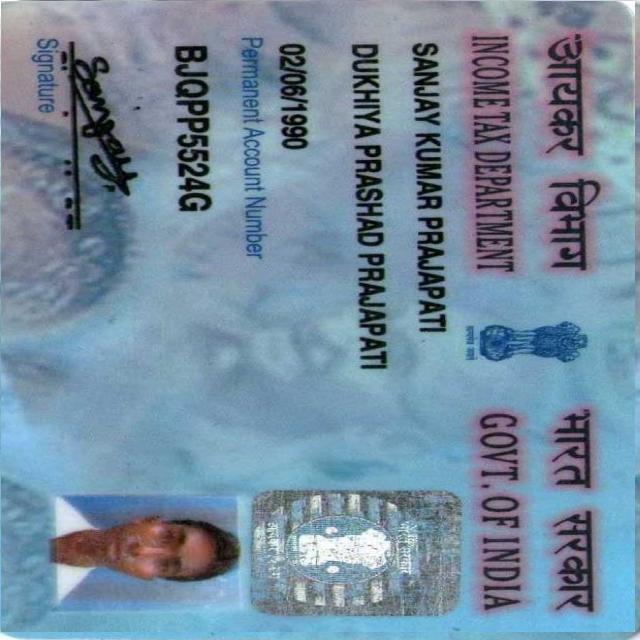 आयकर विभाग
INCOME TAX DEPARTMENT
भारत सरकार
GOVT. OF INDIA
SANJAY KUMAR PRAJAPATI
DUKHIYA PRASHAD PRAJAPATI
02/06/1990
Permanent Account Number
BJQPP5524G
Signature